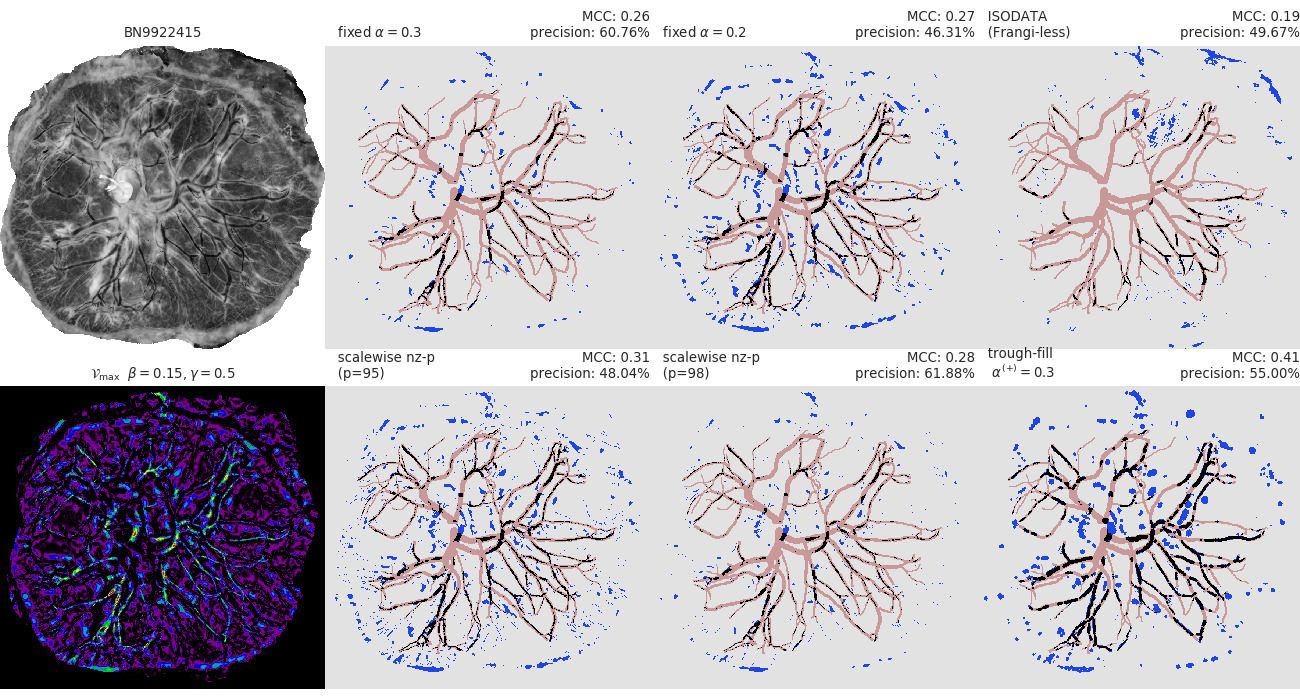 BN9922415
fixed α = 0.3
MCC: 0.26
precision: 60.76%
fixed α = 0.2
MCC: 0.27
precision: 46.31%
ISODATA
(Frangi-less)
MCC: 0.19
precision: 49.67%
𝒱max β = 0.15, γ = 0.5
scalewise nz-p
(p=95)
MCC: 0.31
precision: 48.04%
scalewise nz-p
(p=98)
MCC: 0.28
precision: 61.88%
trough-fill
α(+) = 0.3
MCC: 0.41
precision: 55.00%